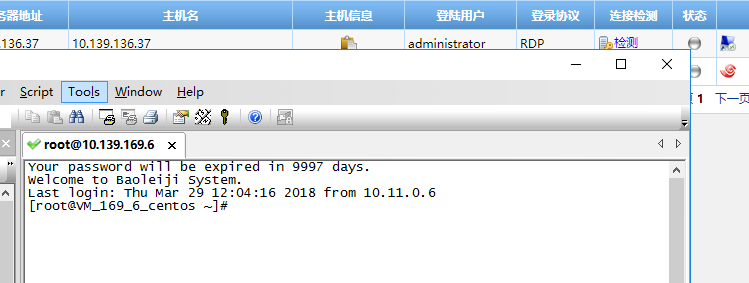 务器地址 主机名 主机信息 登陆用户 登录协议 连接检测 状态
.136.37 10.139.136.37 administrator RDP 检测
1 下一页
Script Tools Window Help
root@10.139.169.6
Your password will be expired in 9997 days.
Welcome to Baoleiji System.
Last login: Thu Mar 29 12:04:16 2018 from 10.11.0.6
[root@VM_169_6_centos ~]#